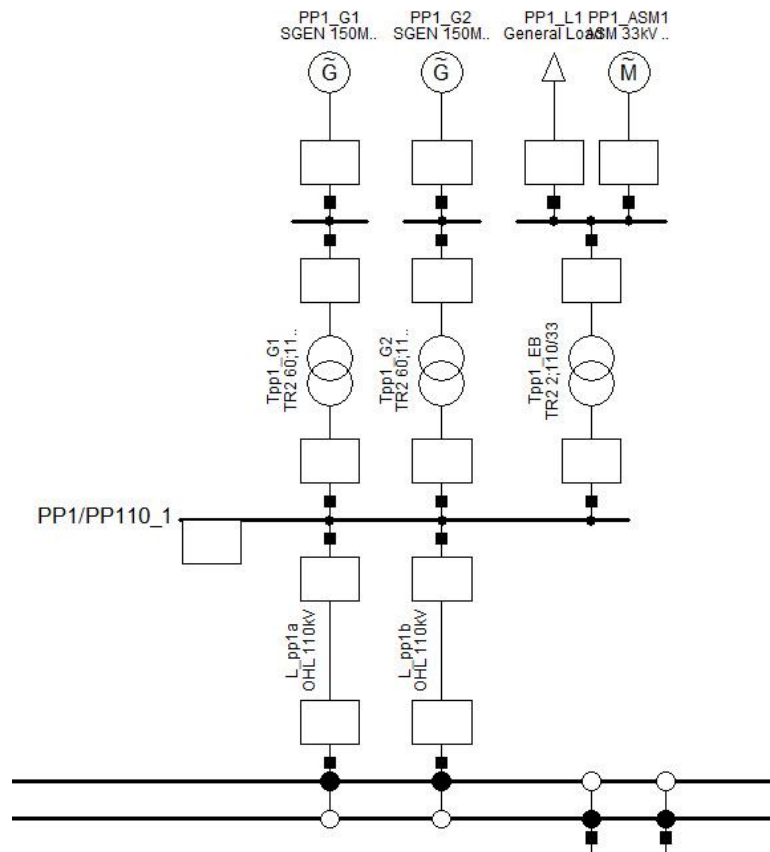 PP1_G1
SGEN 150M..
PP1_G2
SGEN 150M..
PP1_L1
General Load
PP1_ASM1
ASM 33kV ..
G
G
M
Tpp1_G1
TR2 60;11..
Tpp1_G2
TR2 60;11..
Tpp1_EB
TR2 2;110/33
PP1/PP110_1
L_pp1a
OHL 110kV
L_pp1b
OHL 110kV